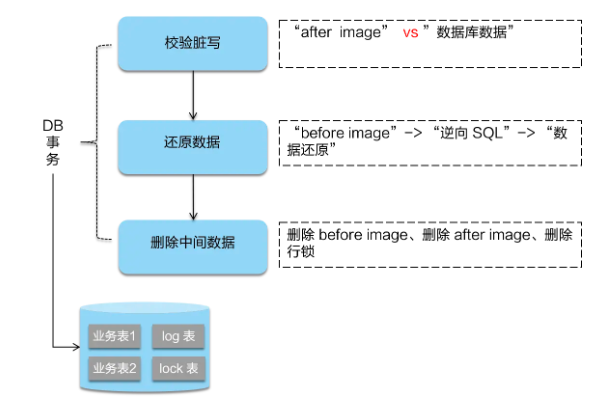 校验脏写
“after image” vs ” 数据库数据”
DB
事
务
还原数据
“before image”–> “逆向 SQL”–> “数
据还原”
删除中间数据
删除 before image、删除 after image、删除
行锁
业务表1
log 表
业务表2
lock 表